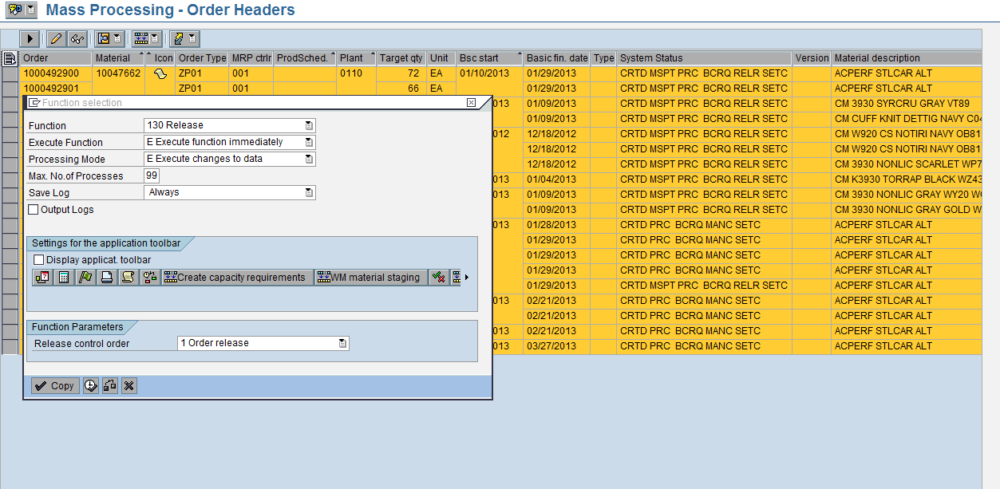 Mass Processing - Order Headers
Order Material Icon Order Type MRP ctrlr ProdSched. Plant Target qty Unit Bsc start Basic fin. date Type System Status Version Material description
1000492900 10047662 ZP01 001 0110 72 EA 01/10/2013 01/29/2013 CRTD MSPT PRC BCRQ RELR SETC ACPERF STLCAR ALT
1000492901 ZP01 001 66 EA 01/29/2013 CRTD MSPT PRC BCRQ RELR SETC ACPERF STLCAR ALT
Function selection
013 01/09/2013 CRTD MSPT PRC BCRQ RELR SETC CM 3930 SYRCRU GRAY VT89
01/09/2013 CRTD MSPT PRC BCRQ RELR SETC CM CUFF KNIT DETTIG NAVY C04
012 12/18/2012 CRTD MSPT PRC BCRQ RELR SETC CM W920 CS NOTIRI NAVY OB81
12/18/2012 CRTD MSPT PRC BCRQ RELR SETC CM W920 CS NOTIRI NAVY OB81
12/18/2012 CRTD MSPT PRC BCRQ RELR SETC CM 3930 NONLIC SCARLET WP7
013 01/04/2013 CRTD MSPT PRC BCRQ RELR SETC CM K3930 TORRAP BLACK WZ43
013 01/09/2013 CRTD MSPT PRC BCRQ RELR SETC CM 3930 NONLIC GRAY WY20 W
01/09/2013 CRTD MSPT PRC BCRQ RELR SETC CM 3930 NONLIC GRAY GOLD W
013 01/28/2013 CRTD PRC BCRQ MANC SETC ACPERF STLCAR ALT
01/29/2013 CRTD PRC BCRQ MANC SETC ACPERF STLCAR ALT
01/29/2013 CRTD PRC BCRQ MANC SETC ACPERF STLCAR ALT
01/29/2013 CRTD PRC BCRQ MANC SETC ACPERF STLCAR ALT
01/29/2013 CRTD MSPT PRC BCRQ RELR SETC ACPERF STLCAR ALT
013 02/21/2013 CRTD PRC BCRQ MANC SETC ACPERF STLCAR ALT
02/21/2013 CRTD PRC BCRQ MANC SETC ACPERF STLCAR ALT
013 02/21/2013 CRTD PRC BCRQ MANC SETC ACPERF STLCAR ALT
013 03/27/2013 CRTD PRC BCRQ MANC SETC ACPERF STLCAR ALT
Function 130 Release
Execute Function E Execute function immediately
Processing Mode E Execute changes to data
Max. No.of Processes 99
Save Log Always
Output Logs
Settings for the application toolbar
Display applicat. toolbar
Create capacity requirements WM material staging
Function Parameters
Release control order 1 Order release
Copy